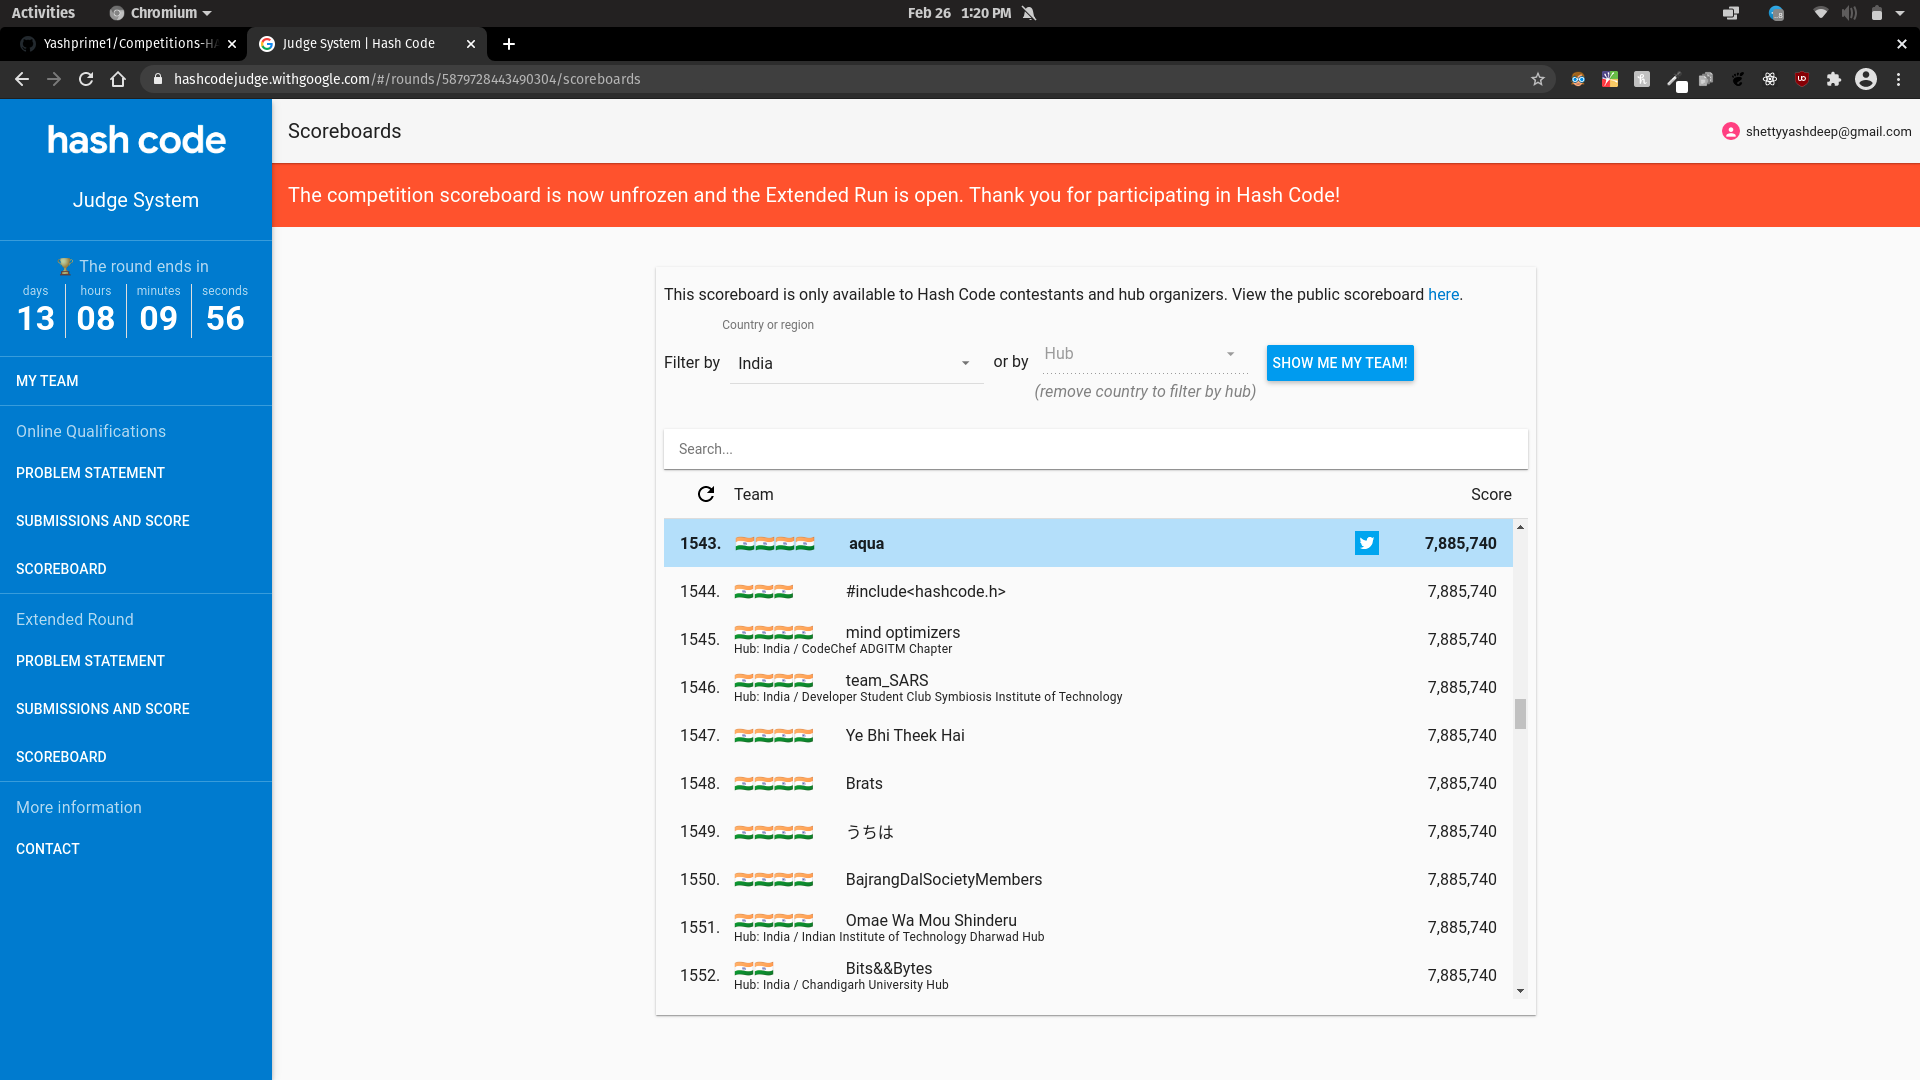 Activities
Chromium
Feb 26 1:20 PM
Yashprime1/Competitions-HA
Judge System | Hash Code
hashcodejudge.withgoogle.com/#/rounds/5879728443490304/scoreboards
hash code
Judge System
The round ends in
days hours minutes seconds
13 08 09 56
MY TEAM
Online Qualifications
PROBLEM STATEMENT
SUBMISSIONS AND SCORE
SCOREBOARD
Extended Round
PROBLEM STATEMENT
SUBMISSIONS AND SCORE
SCOREBOARD
More information
CONTACT
Scoreboards
shettyyashdeep@gmail.com
The competition scoreboard is now unfrozen and the Extended Run is open. Thank you for participating in Hash Code!
This scoreboard is only available to Hash Code contestants and hub organizers. View the public scoreboard here.
Country or region
Filter by India or by Hub SHOW ME MY TEAM!
(remove country to filter by hub)
Search...
Team Score
1543. aqua 7,885,740
1544. #include<hashcode.h> 7,885,740
1545. mind optimizers 7,885,740
Hub: India / CodeChef ADGITM Chapter
1546. team_SARS 7,885,740
Hub: India / Developer Student Club Symbiosis Institute of Technology
1547. Ye Bhi Theek Hai 7,885,740
1548. Brats 7,885,740
1549. うちは 7,885,740
1550. BajrangDalSocietyMembers 7,885,740
1551. Omae Wa Mou Shinderu 7,885,740
Hub: India / Indian Institute of Technology Dharwad Hub
1552. Bits&&Bytes 7,885,740
Hub: India / Chandigarh University Hub